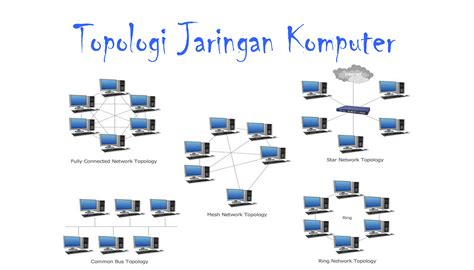 Topologi Jaringan Komputer
Internet
Fully Connected Network Topology
Star Network Topology
Mesh Network Topology
Ring
Common Bus Topology
Ring Network Topology